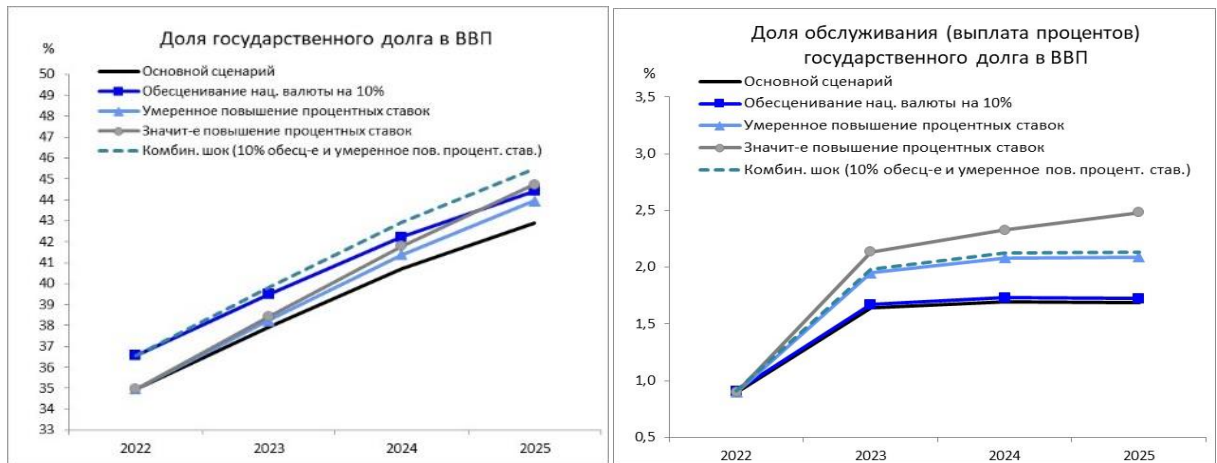 Доля государственного долга в ВВП
%
Основной сценарий
Обесценивание нац. валюты на 10%
Умеренное повышение процентных ставок
Значит-е повышение процентных ставок
Комбин. шок (10% обесц-е и умеренное пов. процент. став.)
50
49
48
47
46
45
44
43
42
41
40
39
38
37
36
35
34
33
2022
2023
2024
2025
Доля обслуживания (выплата процентов)
государственного долга в ВВП
%
Основной сценарий
Обесценивание нац. валюты на 10%
Умеренное повышение процентных ставок
Значит-е повышение процентных ставок
Комбин. шок (10% обесц-е и умеренное пов. процент. став.)
3,5
3,0
2,5
2,0
1,5
1,0
0,5
2022
2023
2024
2025